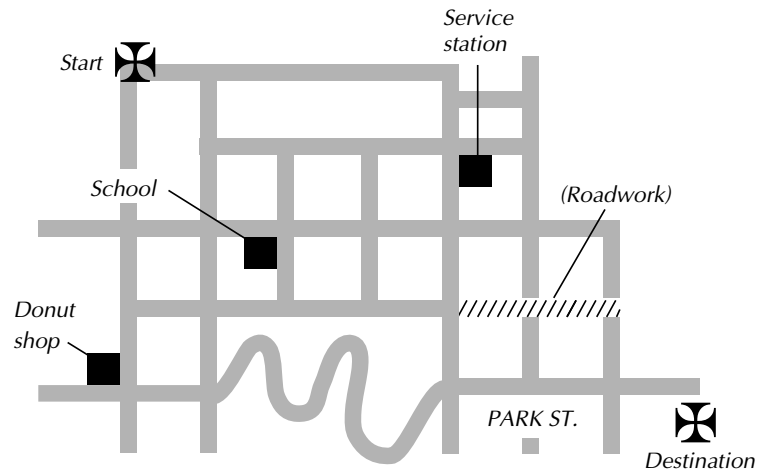 Service
station
Start
School
(Roadwork)
Donut
shop
PARK ST.
Destination